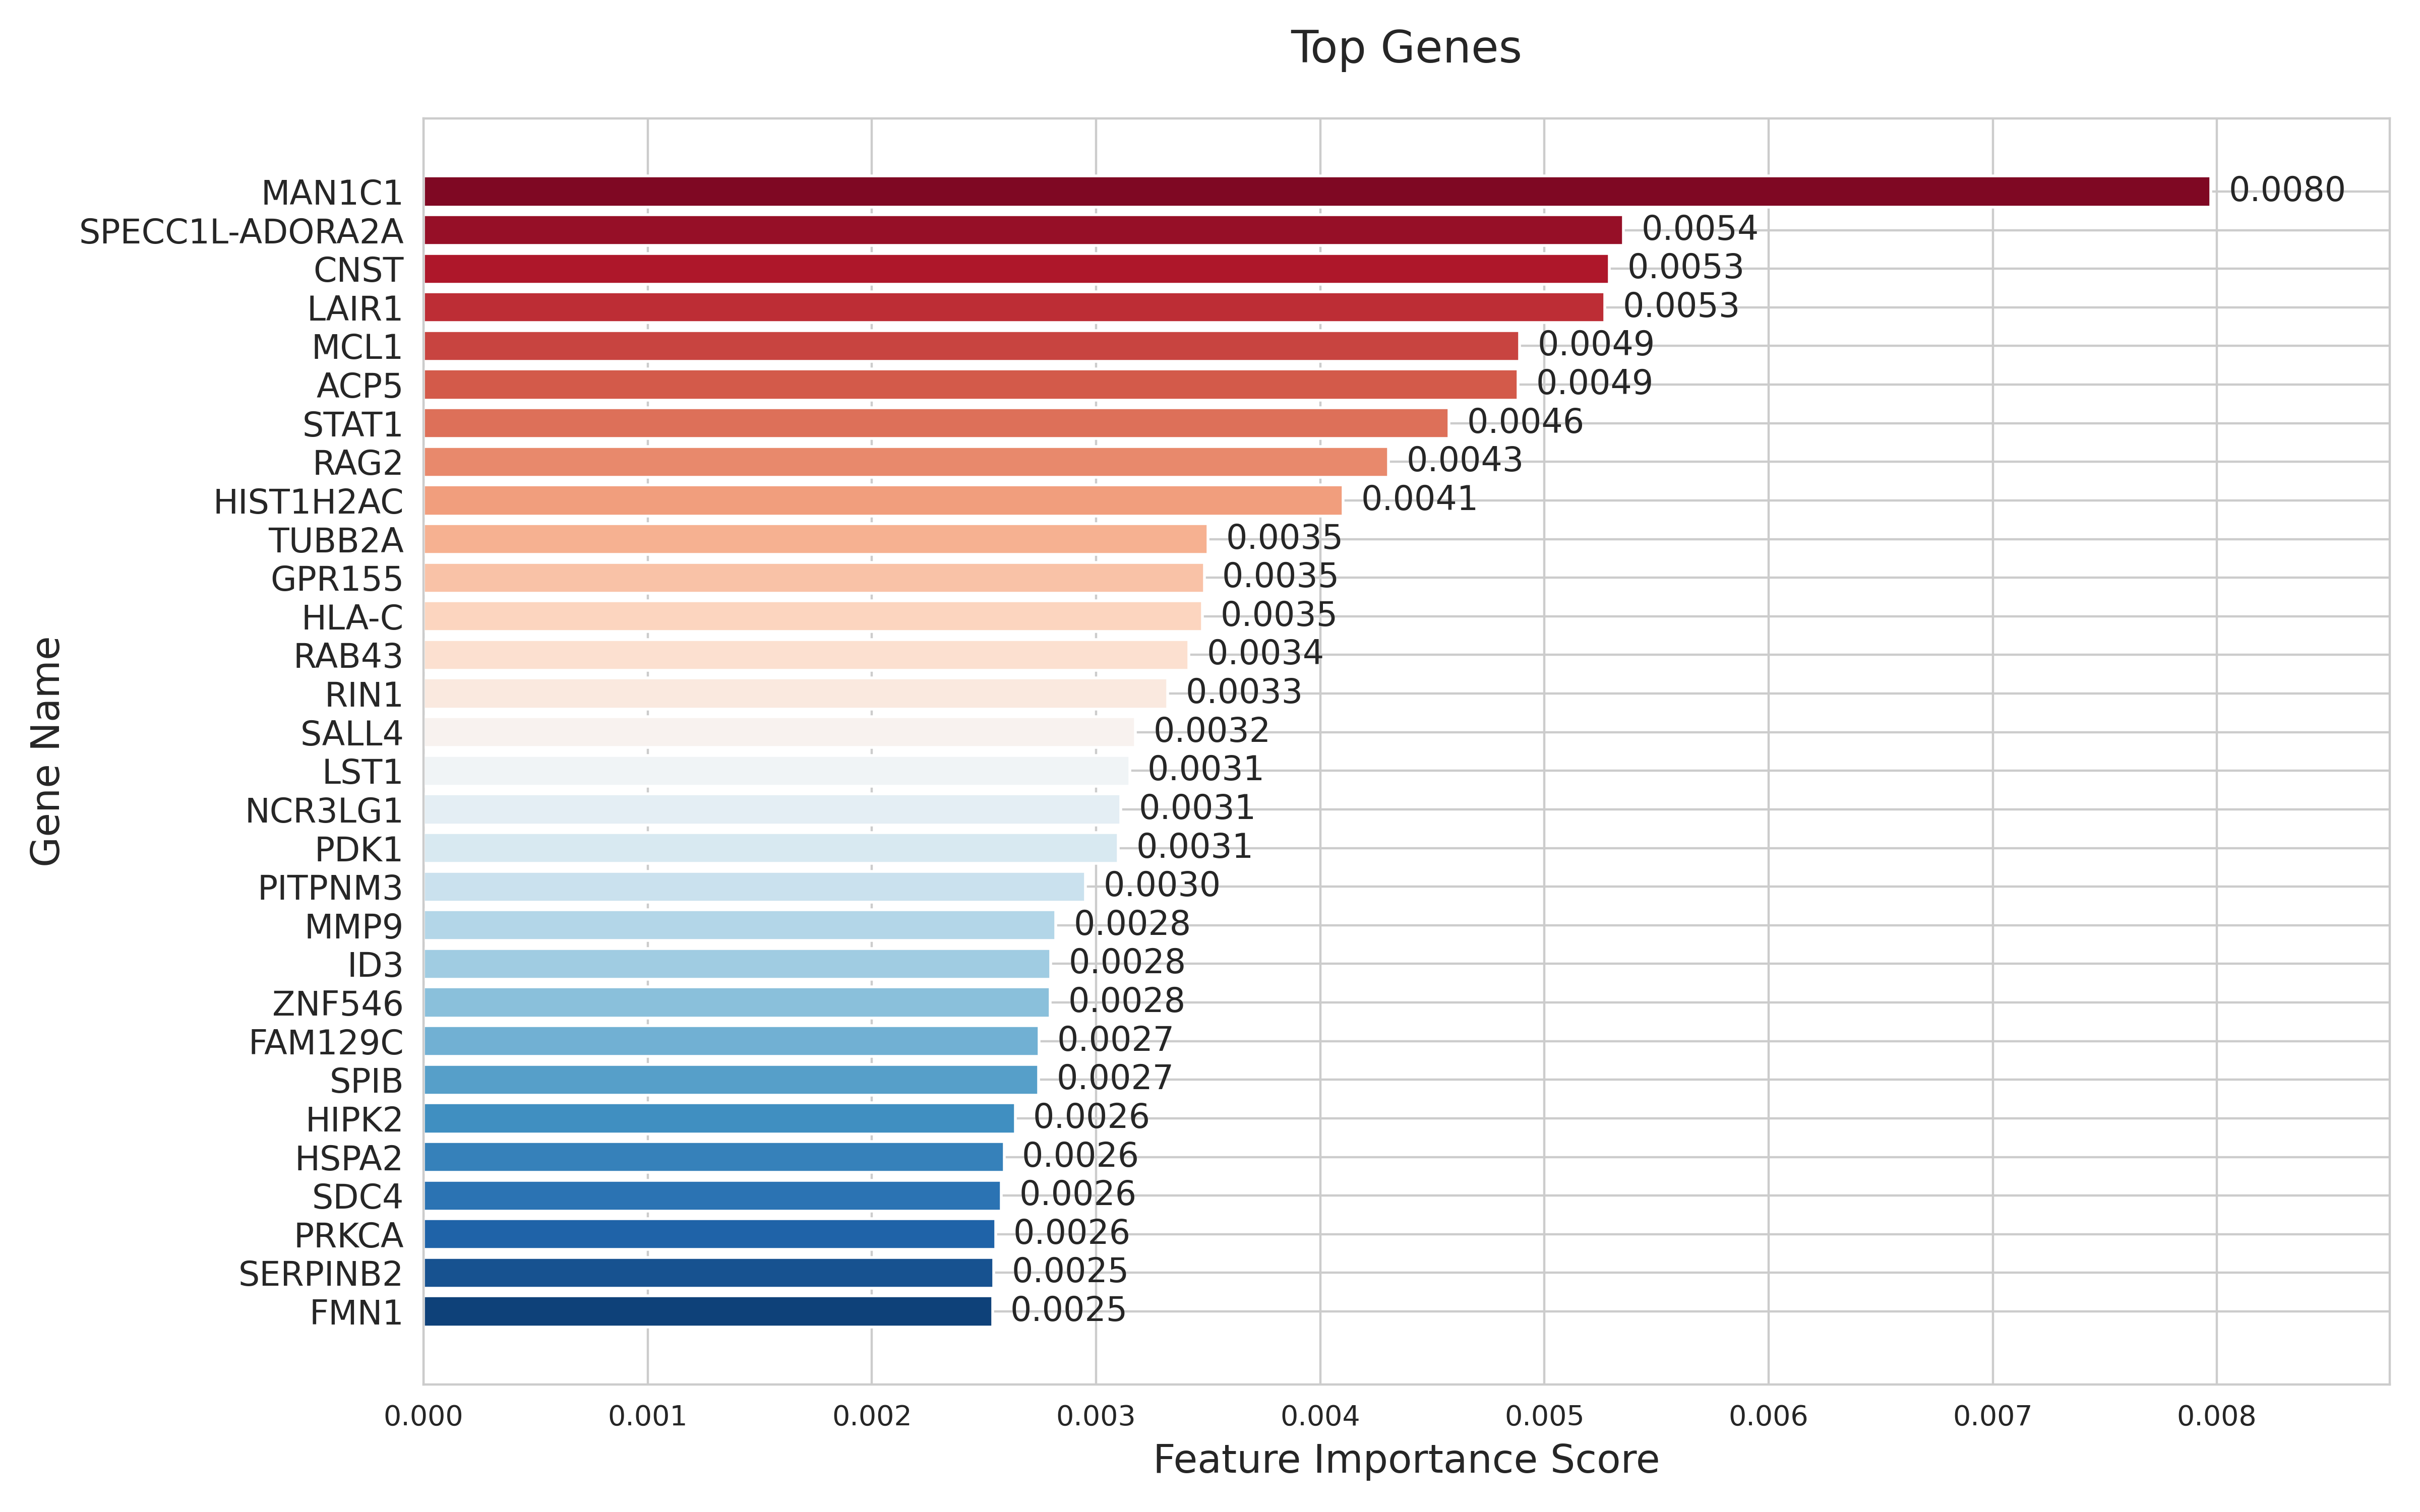 Top Genes
MAN1C1 0.0080
SPECC1L-ADORA2A 0.0054
CNST 0.0053
LAIR1 0.0053
MCL1 0.0049
ACP5 0.0049
STAT1 0.0046
RAG2 0.0043
HIST1H2AC 0.0041
TUBB2A 0.0035
GPR155 0.0035
HLA-C 0.0035
RAB43 0.0034
RIN1 0.0033
SALL4 0.0032
LST1 0.0031
NCR3LG1 0.0031
PDK1 0.0031
PITPNM3 0.0030
MMP9 0.0028
ID3 0.0028
ZNF546 0.0028
FAM129C 0.0027
SPIB 0.0027
HIPK2 0.0026
HSPA2 0.0026
SDC4 0.0026
PRKCA 0.0026
SERPINB2 0.0025
FMN1 0.0025
Gene Name
0.000 0.001 0.002 0.003 0.004 0.005 0.006 0.007 0.008
Feature Importance Score